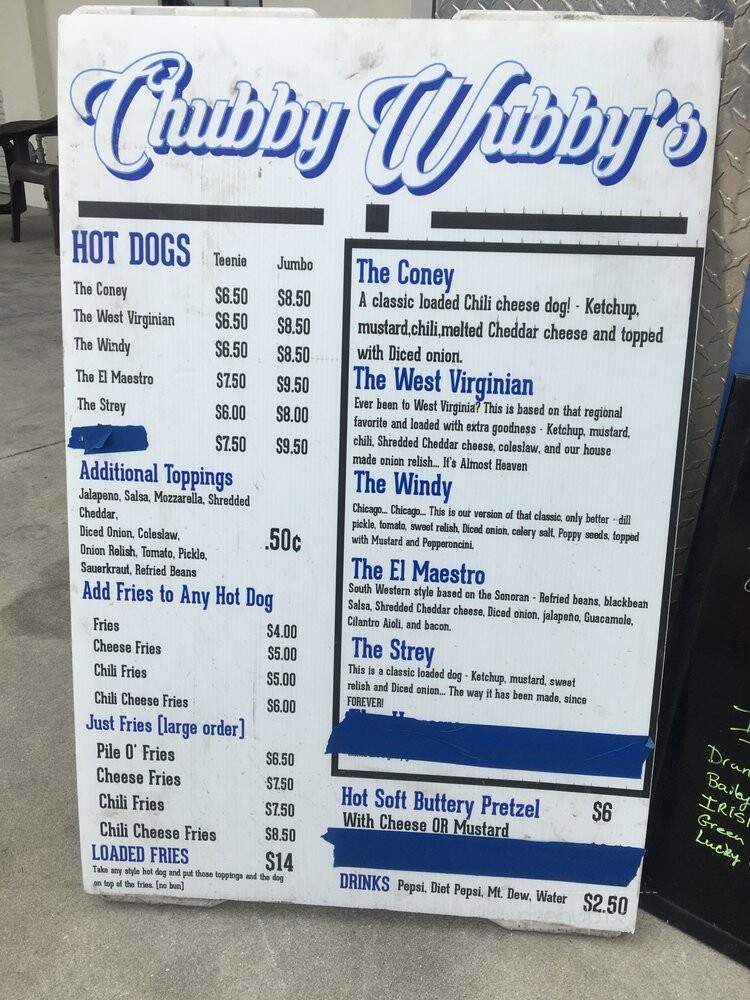 Chubby Wubby's
HOT DOGS Teenie Jumbo
The Coney $6.50 $8.50
The West Virginian $6.50 $8.50
The Windy $6.50 $8.50
The El Maestro $7.50 $9.50
The Strey $6.00 $8.00
$7.50 $9.50
Additional Toppings
Jalapeno, Salsa, Mozzarella, Shredded
Cheddar,
Diced Onion, Coleslaw, .50¢
Onion Relish, Tomato, Pickle,
Sauerkraut, Refried Beans
Add Fries to Any Hot Dog
Fries $4.00
Cheese Fries $5.00
Chili Fries $5.00
Chili Cheese Fries $6.00
Just Fries [large order]
Pile O' Fries $6.50
Cheese Fries $7.50
Chili Fries $7.50
Chili Cheese Fries $8.50
LOADED FRIES $14
Take any style hot dog and put those toppings and the dog
on top of the fries. [no bun]
The Coney
A classic loaded Chili cheese dog! - Ketchup,
mustard,chili,melted Cheddar cheese and topped
with Diced onion.
The West Virginian
Ever been to West Virginia? This is based on that regional
favorite and loaded with extra goodness - Ketchup, mustard,
chili, Shredded Cheddar cheese, coleslaw, and our house
made onion relish... It's Almost Heaven
The Windy
Chicago... Chicago... This is our version of that classic, only better - dill
pickle, tomato, sweet relish, Diced onion, celery salt, Poppy seeds, topped
with Mustard and Pepperoncini.
The El Maestro
South Western style based on the Sonoran - Refried beans, blackbean
Salsa, Shredded Cheddar cheese, Diced onion, jalapeño, Guacamole,
Cilantro Aioli, and bacon.
The Strey
This is a classic loaded dog - Ketchup, mustard, sweet
relish and Diced onion... The way it has been made, since
FOREVER!
Hot Soft Buttery Pretzel $6
With Cheese OR Mustard
DRINKS Pepsi, Diet Pepsi, Mt. Dew, Water $2.50
Green
Lucky